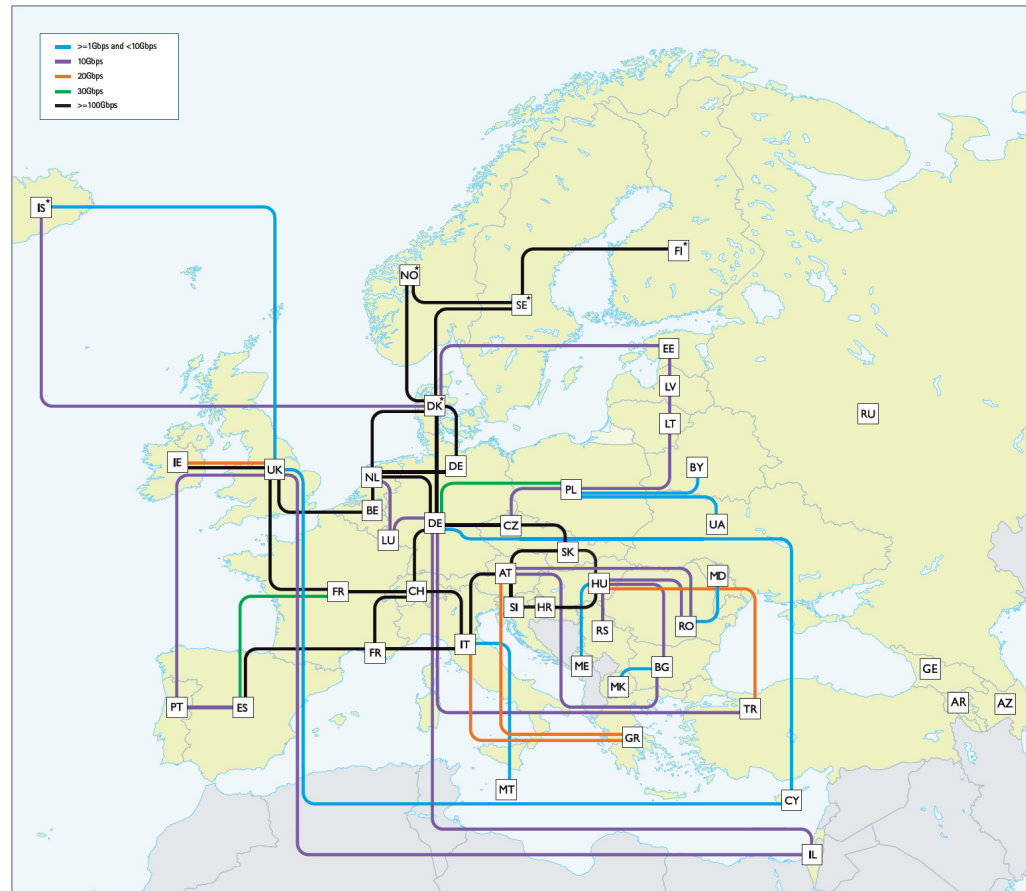 >=1Gbps and <10Gbps
10Gbps
20Gbps
30Gbps
>=100Gbps
IS*
FI*
NO*
SE*
EE
LV
DK*
RU
LT
IE
UK
DE
BY
NL
PL
BE
DE
CZ
UA
LU
SK
AT
MD
HU
FR
CH
SI
HR
RS
RO
IT
FR
ME
BG
GE
MK
PT
ES
TR
AR
AZ
GR
MT
CY
IL